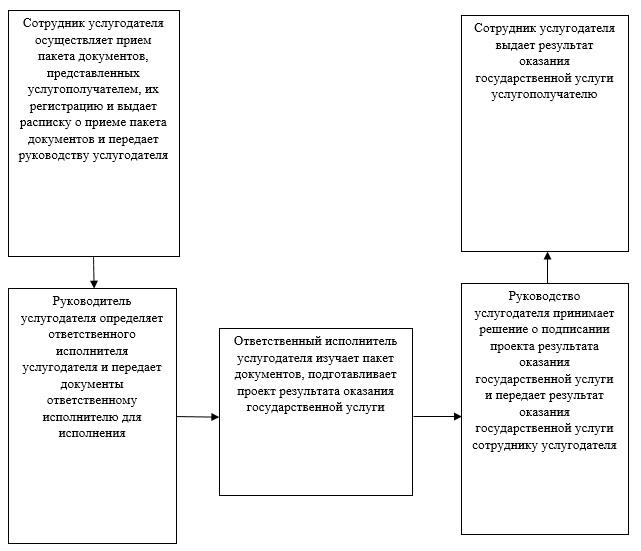 Сотрудник услугодателя
осуществляет прием
пакета документов,
представленных
услугополучателем, их
регистрацию и выдает
расписку о приеме пакета
документов и передает
руководству услугодателя
Руководитель
услугодателя определяет
ответственного
исполнителя
услугодателя и передает
документы
ответственному
исполнителю для
исполнения
Ответственный исполнитель
услугодателя изучает пакет
документов, подготавливает
проект результата оказания
государственной услуги
Руководство
услугодателя принимает
решение о подписании
проекта результата
оказания
государственной услуги
и передает результат
оказания
государственной услуги
сотруднику услугодателя
Сотрудник услугодателя
выдает результат
оказания
государственной услуги
услугополучателю